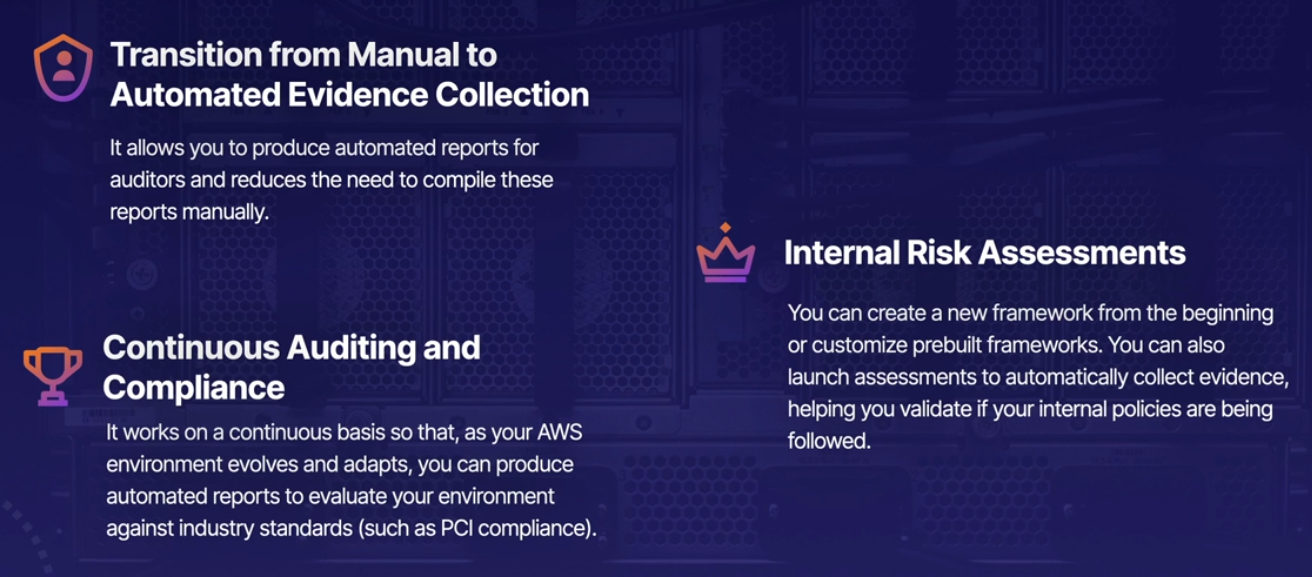 Transition from Manual to
Automated Evidence Collection
It allows you to produce automated reports for
auditors and reduces the need to compile these
reports manually.
Continuous Auditing and
Compliance
It works on a continuous basis so that, as your AWS
environment evolves and adapts, you can produce
automated reports to evaluate your environment
against industry standards (such as PCI compliance).
Internal Risk Assessments
You can create a new framework from the beginning
or customize prebuilt frameworks. You can also
launch assessments to automatically collect evidence,
helping you validate if your internal policies are being
followed.